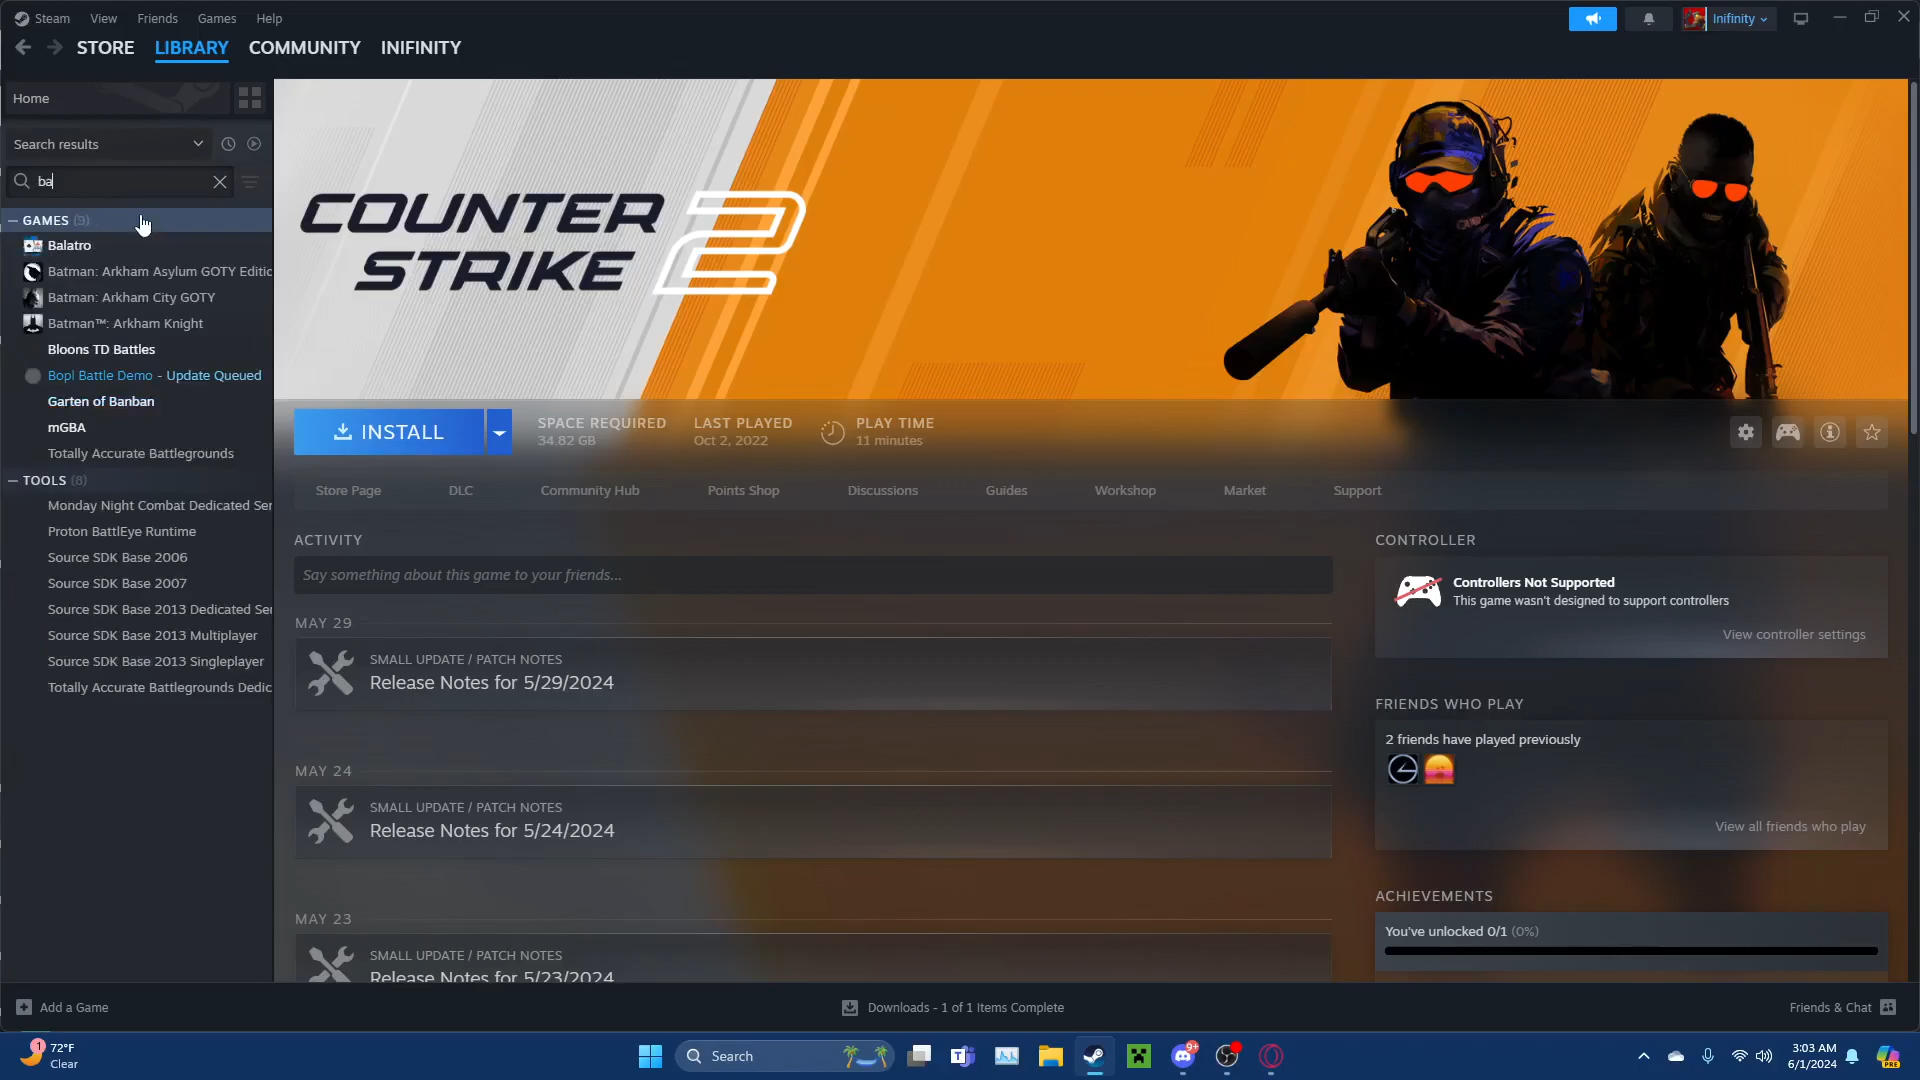 Steam View Friends Games Help
Inifinity
STORE LIBRARY COMMUNITY INIFINITY
Home
Search results
ba
GAMES (9)
Balatro
Batman: Arkham Asylum GOTY Editic
Batman: Arkham City GOTY
Batman™: Arkham Knight
Bloons TD Battles
Bopl Battle Demo - Update Queued
Garten of Banban
mGBA
Totally Accurate Battlegrounds
TOOLS (8)
Monday Night Combat Dedicated Ser
Proton BattlEye Runtime
Source SDK Base 2006
Source SDK Base 2007
Source SDK Base 2013 Dedicated Ser
Source SDK Base 2013 Multiplayer
Source SDK Base 2013 Singleplayer
Totally Accurate Battlegrounds Dedic
COUNTER
STRIKE 2
INSTALL
SPACE REQUIRED
34.82 GB
LAST PLAYED
Oct 2, 2022
PLAY TIME
11 minutes
Store Page DLC Community Hub Points Shop Discussions Guides Workshop Market Support
ACTIVITY
Say something about this game to your friends...
MAY 29
SMALL UPDATE / PATCH NOTES
Release Notes for 5/29/2024
MAY 24
SMALL UPDATE / PATCH NOTES
Release Notes for 5/24/2024
MAY 23
SMALL UPDATE / PATCH NOTES
Release Notes for 5/23/2024
CONTROLLER
Controllers Not Supported
This game wasn't designed to support controllers
View controller settings
FRIENDS WHO PLAY
2 friends have played previously
View all friends who play
ACHIEVEMENTS
You've unlocked 0/1 (0%)
Add a Game
Downloads - 1 of 1 Items Complete
Friends & Chat
1
72°F
Clear
Search
9+
3:03 AM
6/1/2024
PRE